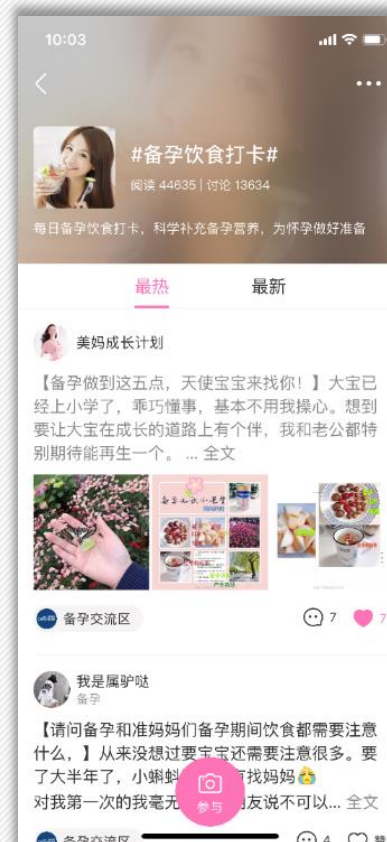 10:03
#备孕饮食打卡#
阅读 44635 | 讨论 13634
每日备孕饮食打卡，科学补充备孕营养，为怀孕做好准备
最热 最新
美妈成长计划
【备孕做到这五点，天使宝宝来找你！】大宝已
经上小学了，乖巧懂事，基本不用我操心。想到
要让大宝在成长的道路上有个伴，我和老公都特
别期待能再生一个。 ... 全文
备孕知识小课堂
备孕交流区 7 7
我是属驴哒
备孕
【请问备孕和准妈妈们备孕期间饮食都需要注意
什么，】从来没想过要宝宝还需要注意很多。要
了大半年了，小蝌蚪 找妈妈
对我第一次的我毫无 友说不可以... 全文
参与
备孕交流区 4 赞